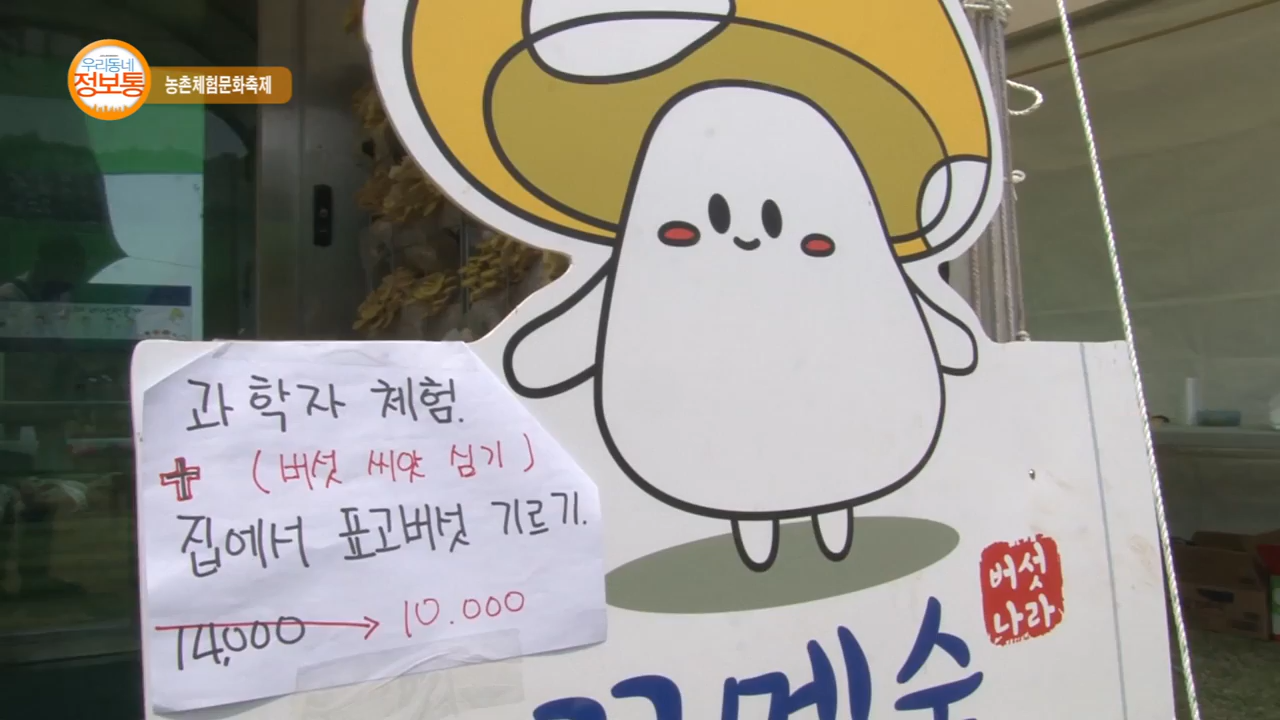 우리동네
정보통
농촌체험문화축제
과학자 체험.
+ (버섯 씨앗 심기)
집에서 표고버섯 기르기.
14,000 → 10.000
버섯
나라